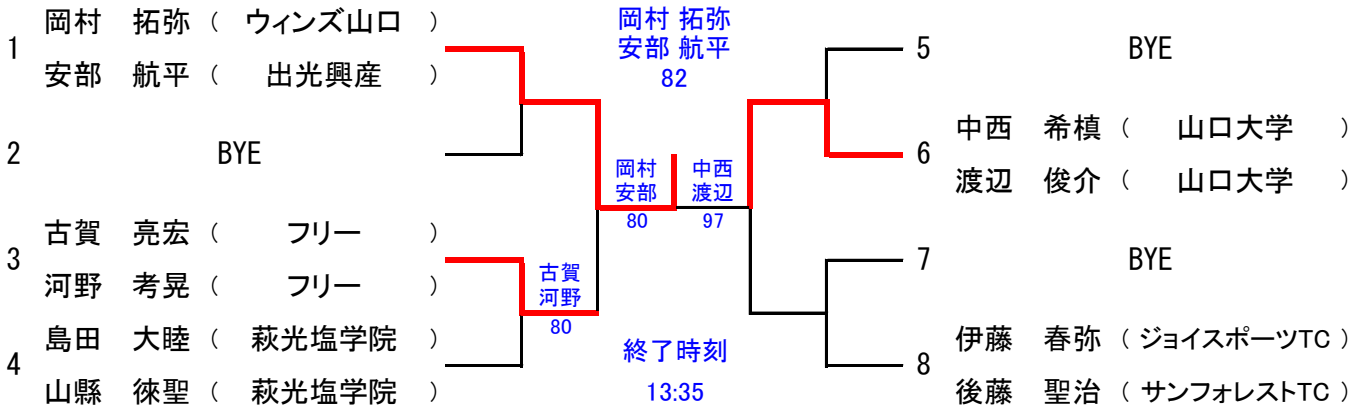 1
岡村　拓弥（　ウィンズ山口　）
安部　航平（　出光興産　）
2
BYE
3
古賀　亮宏（　フリー　）
河野　考晃（　フリー　）
4
島田　大睦（　萩光塩学院　）
山縣　徠聖（　萩光塩学院　）
古賀
河野
80
岡村
安部
80
岡村 拓弥
安部 航平
82
中西
渡辺
97
終了時刻
13:35
5
BYE
6
中西　希槙（　山口大学　）
渡辺　俊介（　山口大学　）
7
BYE
8
伊藤　春弥（ ジョイスポーツTC ）
後藤　聖治（ サンフォレストTC ）